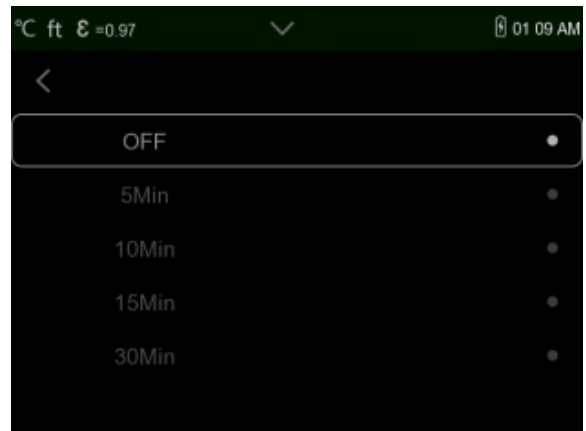 °C ft ε =0.97 01 09 AM
OFF
5Min
10Min
15Min
30Min